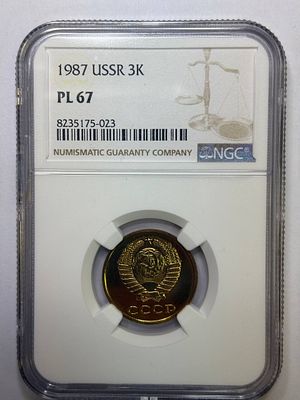 1987 USSR 3K
PL 67
8235175-023
NUMISMATIC GUARANTY COMPANY
NGC
СССР